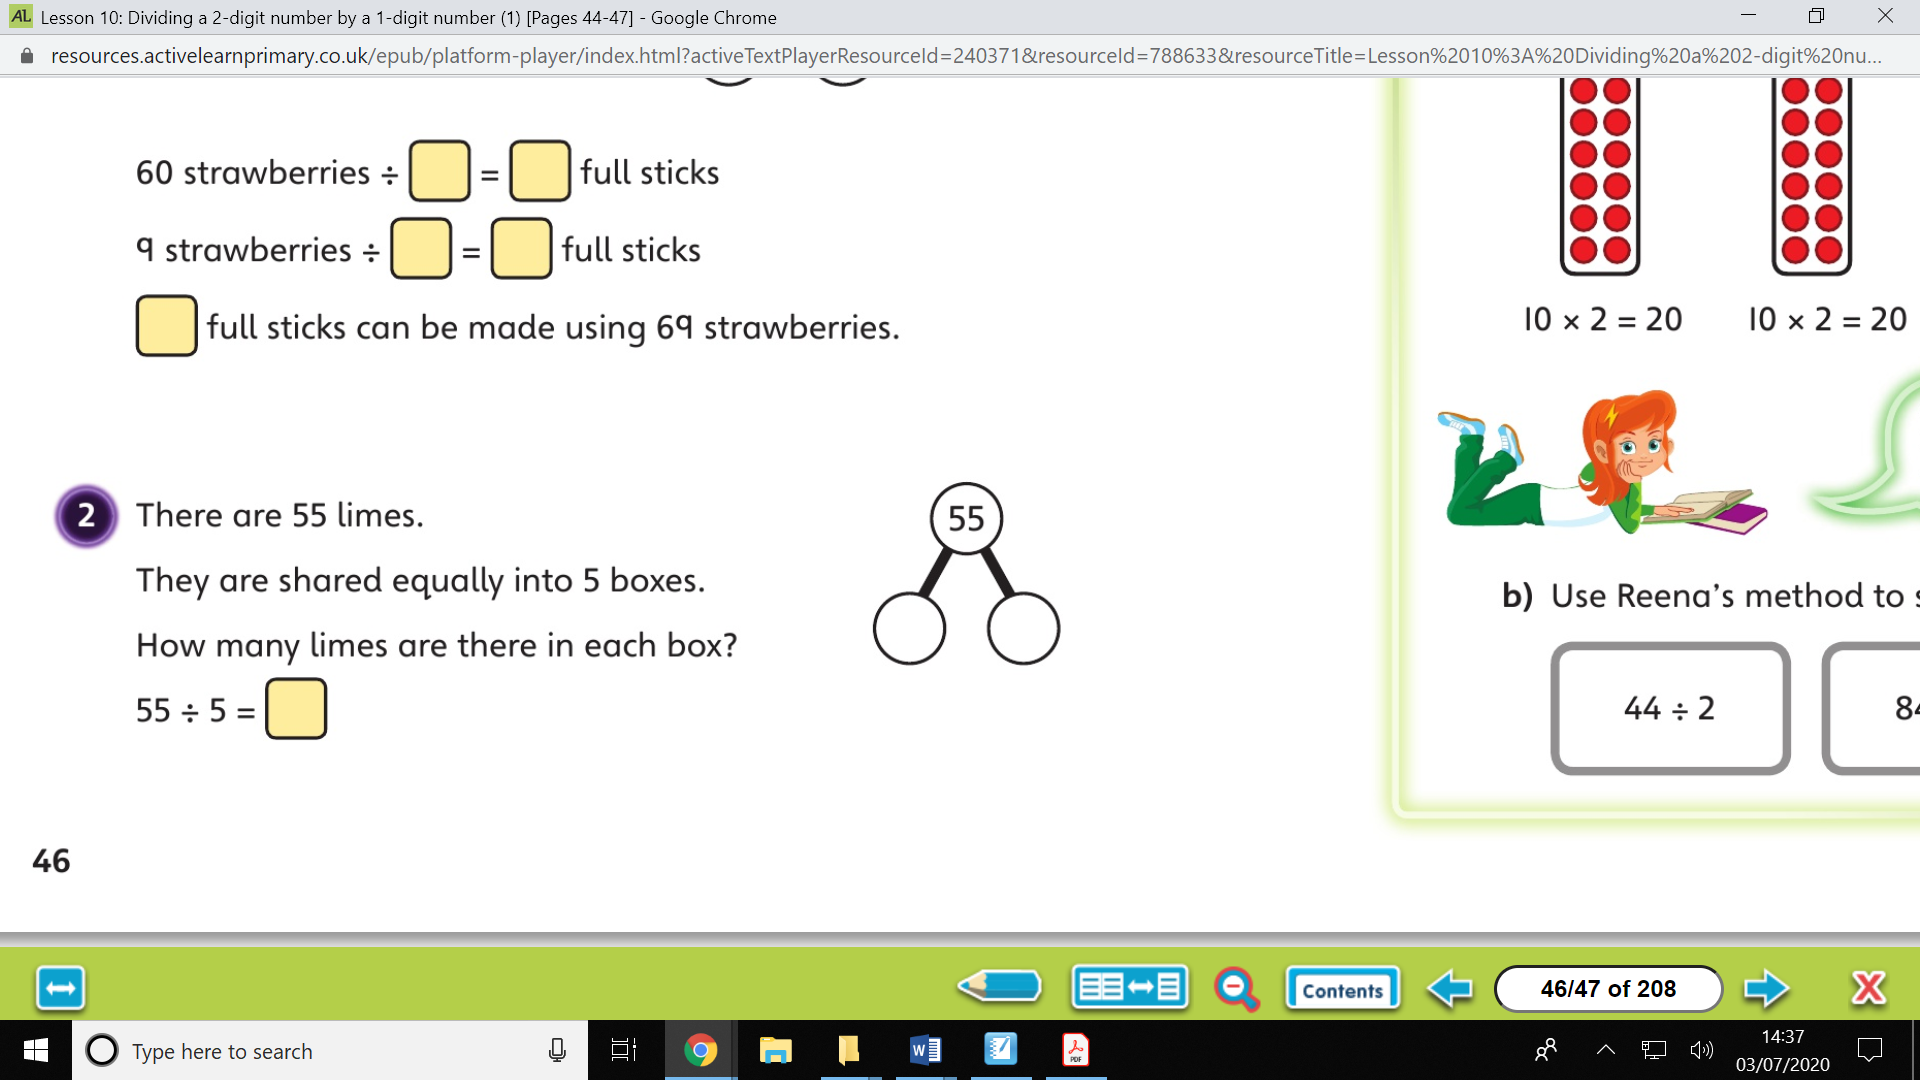 Lesson 10: Dividing a 2-digit number by a 1-digit number (1) [Pages 44-47] - Google Chrome
resources.activelearnprimary.co.uk/epub/platform-player/index.html?activeTextPlayerResourceId=240371&resourceId=788633&resourceTitle=Lesson%2010%3A%20Dividing%20a%202-digit%20nu...
60 strawberries ÷ = full sticks
9 strawberries ÷ = full sticks
full sticks can be made using 69 strawberries.
2 There are 55 limes.
They are shared equally into 5 boxes.
How many limes are there in each box?
55 ÷ 5 =
55
46
10 × 2 = 20 10 × 2 = 20
b) Use Reena's method to
44 ÷ 2
Contents
46/47 of 208
Type here to search
14:37
03/07/2020